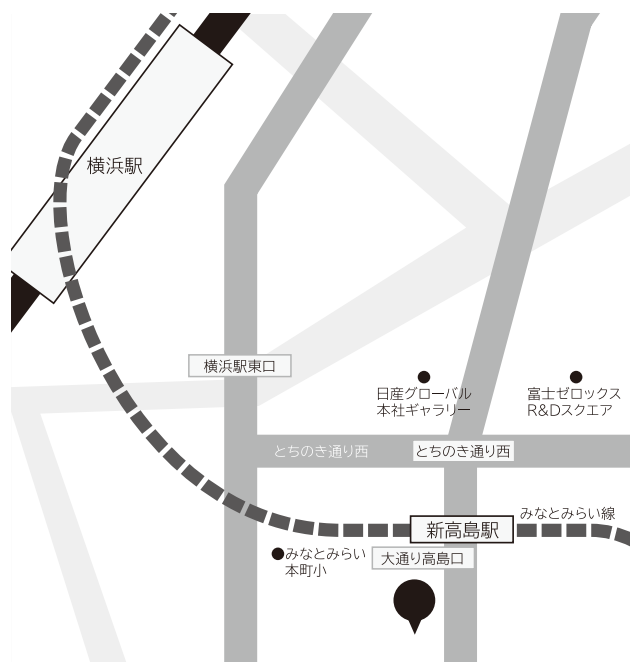 横浜駅
横浜駅東口
日産グローバル
本社ギャラリー
富士ゼロックス
R&Dスクエア
とちのき通り西
とちのき通り西
みなとみらい線
新高島駅
みなとみらい
本町小
大通り高島口